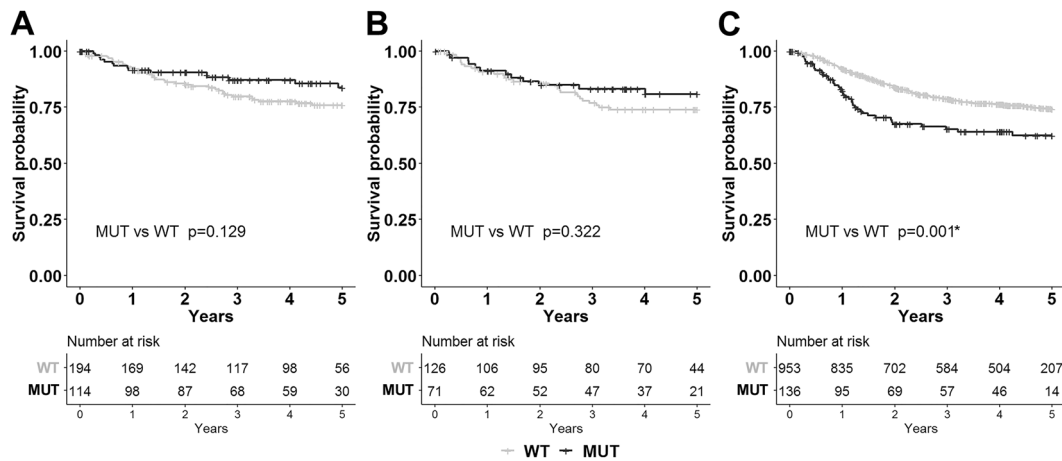 A
Survival probability
1.00
0.75
0.50
0.25
0.00
MUT vs WT p=0.129
0 1 2 3 4 5
Years
Number at risk
WT 194 169 142 117 98 56
MUT 114 98 87 68 59 30
0 1 2 3 4 5
Years
B
Survival probability
1.00
0.75
0.50
0.25
0.00
MUT vs WT p=0.322
0 1 2 3 4 5
Years
Number at risk
WT 126 106 95 80 70 44
MUT 71 62 52 47 37 21
0 1 2 3 4 5
Years
C
Survival probability
1.00
0.75
0.50
0.25
0.00
MUT vs WT p=0.001*
0 1 2 3 4 5
Years
Number at risk
WT 953 835 702 584 504 207
MUT 136 95 69 57 46 14
0 1 2 3 4 5
Years
WT MUT